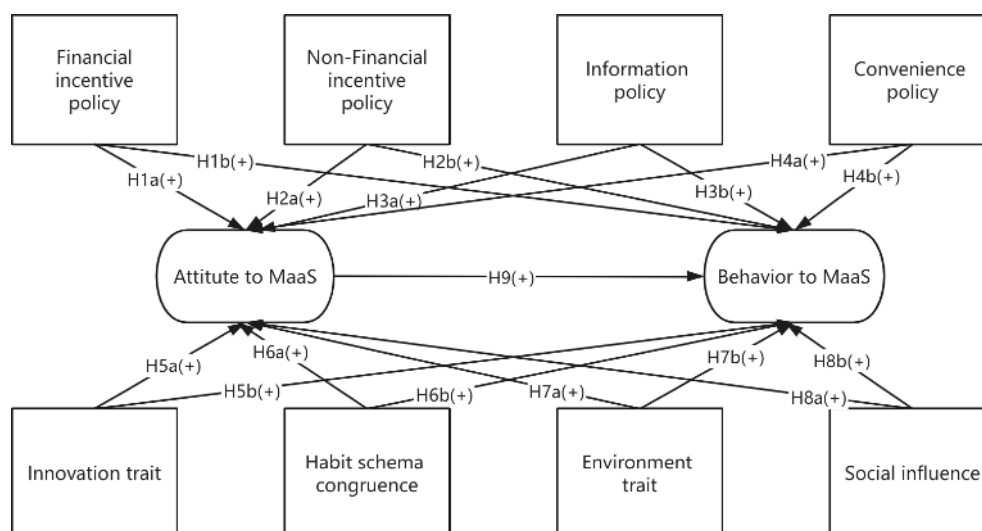 Financial
incentive
policy
Non-Financial
incentive
policy
Information
policy
Convenience
policy
H1b(+)
H2b(+)
H4a(+)
H1a(+)
H2a(+)
H3a(+)
H3b(+)
H4b(+)
Attitute to MaaS
H9(+)
Behavior to MaaS
H5a(+)
H6a(+)
H7b(+)
H8b(+)
H5b(+)
H6b(+)
H7a(+)
H8a(+)
Innovation trait
Habit schema
congruence
Environment
trait
Social influence